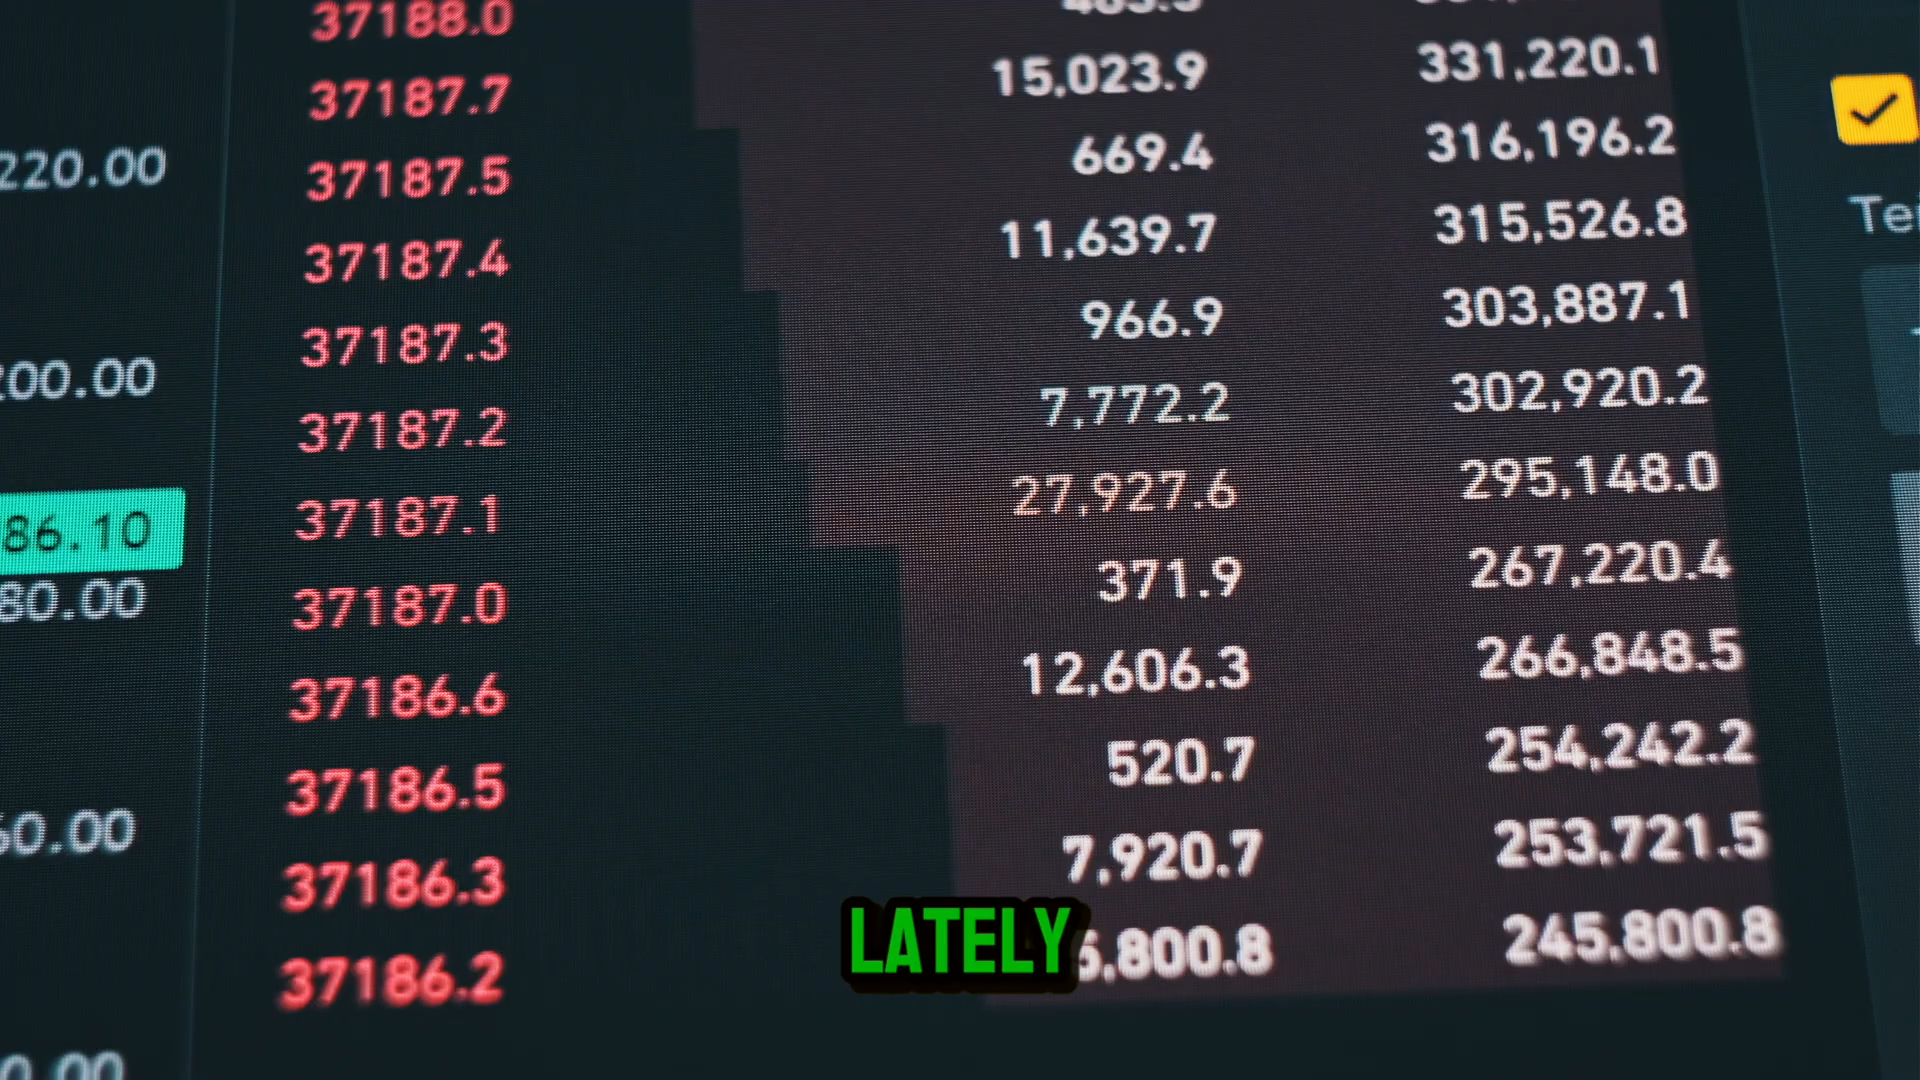 37188.0
37187.7 15,023.9 331,220.1
220.00 37187.5 669.4 316,196.2
37187.4 11,639.7 315,526.8
37187.3 966.9 303,887.1
200.00 37187.2 7,772.2 302,920.2
37187.1 27,927.6 295,148.0
86.10 37187.0 371.9 267,220.4
80.00 37186.6 12,606.3 266,848.5
37186.5 520.7 254,242.2
60.00 37186.3 7,920.7 253,721.5
37186.2 5,800.8 245,800.8
LATELY